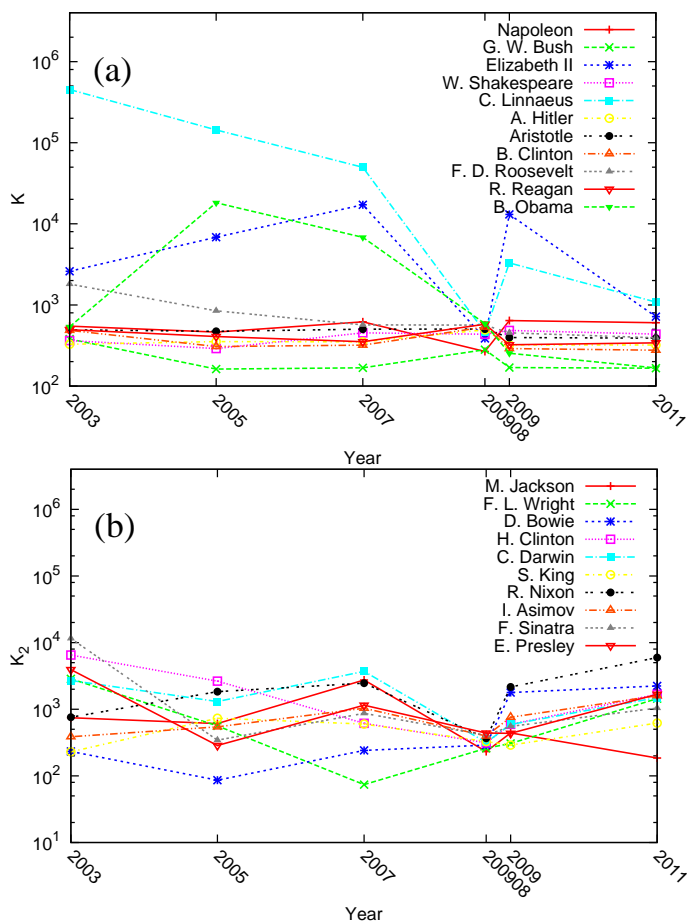 (a)
Napoleon
G. W. Bush
Elizabeth II
W. Shakespeare
C. Linnaeus
A. Hitler
Aristotle
B. Clinton
F. D. Roosevelt
R. Reagan
B. Obama
10^6
10^5
10^4
10^3
10^2
K
2003
2005
2007
200908
2009
2011
Year
(b)
M. Jackson
F. L. Wright
D. Bowie
H. Clinton
C. Darwin
S. King
R. Nixon
I. Asimov
F. Sinatra
E. Presley
10^6
10^5
10^4
10^3
10^2
10^1
K_2
2003
2005
2007
200908
2009
2011
Year